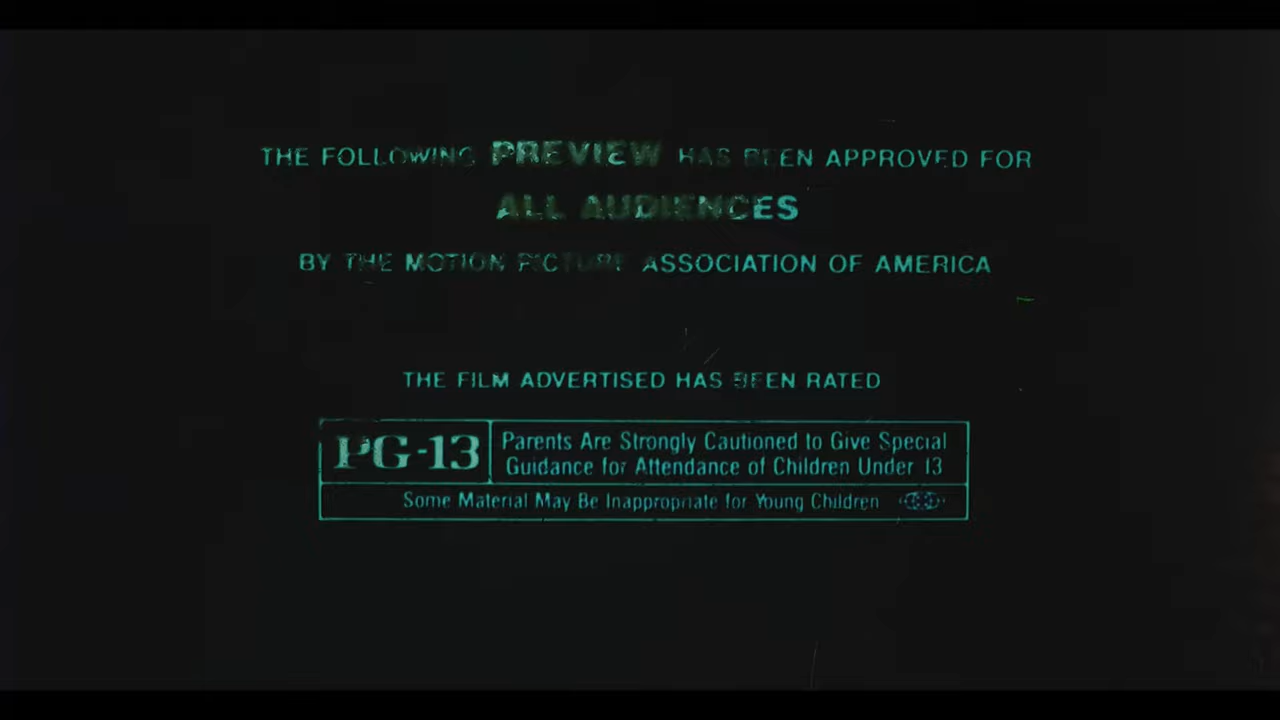 THE FOLLOWING PREVIEW HAS BEEN APPROVED FOR
ALL AUDIENCES
BY THE MOTION PICTURE ASSOCIATION OF AMERICA
THE FILM ADVERTISED HAS BEEN RATED
PG-13
Parents Are Strongly Cautioned to Give Special
Guidance for Attendance of Children Under 13
Some Material May Be Inappropriate for Young Children